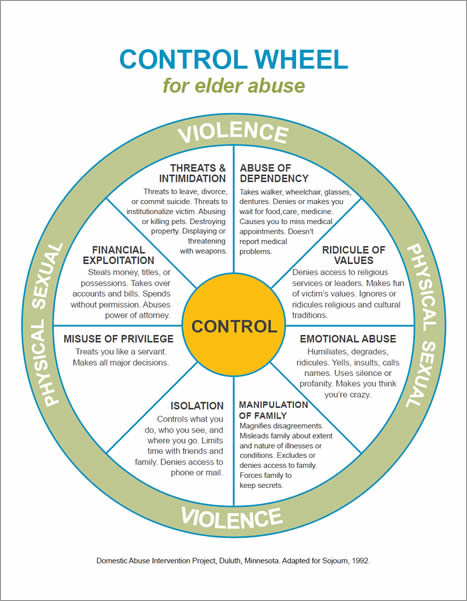 CONTROL WHEEL
for elder abuse
VIOLENCE
THREATS &
INTIMIDATION
Threats to leave, divorce,
or commit suicide. Threats to
institutionalize victim. Abusing
or killing pets. Destroying
property. Displaying or
threatening
with weapons.
ABUSE OF
DEPENDENCY
Takes walker, wheelchair, glasses,
dentures. Denies or makes you
wait for food,care, medicine.
Causes you to miss medical
appointments. Doesn't
report medical
problems.
FINANCIAL
EXPLOITATION
Steals money, titles, or
possessions. Takes over
accounts and bills. Spends
without permission. Abuses
power of attorney.
RIDICULE OF
VALUES
Denies access to religious
services or leaders. Makes fun
of victim's values. Ignores or
ridicules religious and cultural
traditions.
PHYSICAL SEXUAL
PHYSICAL SEXUAL
CONTROL
MISUSE OF PRIVILEGE
Treats you like a servant.
Makes all major decisions.
EMOTIONAL ABUSE
Humiliates, degrades,
ridicules. Yells, insults, calls
names. Uses silence or
profanity. Makes you think
you're crazy.
ISOLATION
Controls what you
do, who you see, and
where you go. Limits
time with friends and
family. Denies access to
phone or mail.
MANIPULATION
OF FAMILY
Magnifies disagreements.
Misleads family about extent
and nature of illnesses or
conditions. Excludes or
denies access to family.
Forces family to
keep secrets.
VIOLENCE
Domestic Abuse Intervention Project, Duluth, Minnesota. Adapted for Sojourn, 1992.